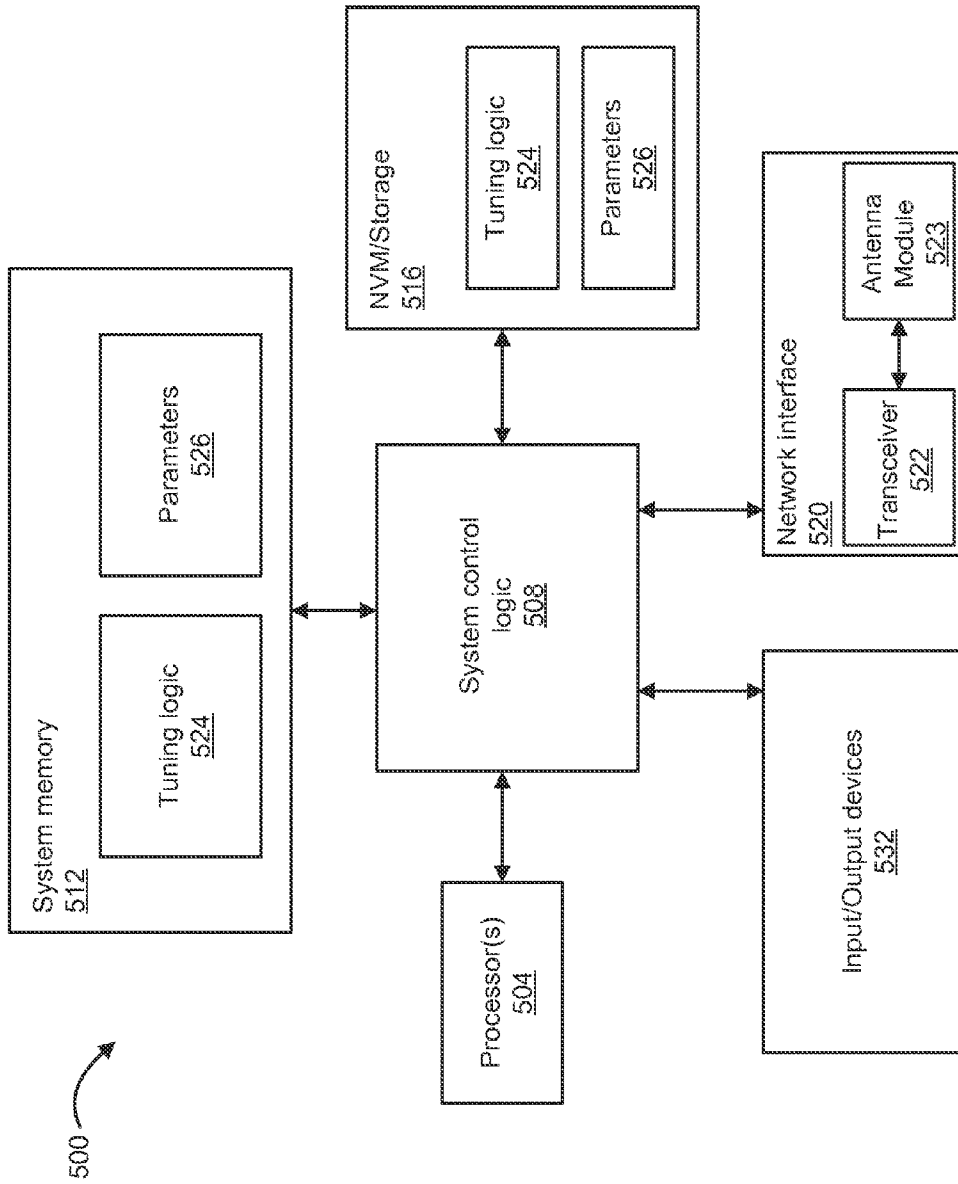 500
System memory
512
Tuning logic
524
Parameters
526
Processor(s)
504
System control
logic
508
NVM/Storage
516
Tuning logic
524
Parameters
526
Input/Output devices
532
Network interface
520
Transceiver
522
Antenna
Module
523